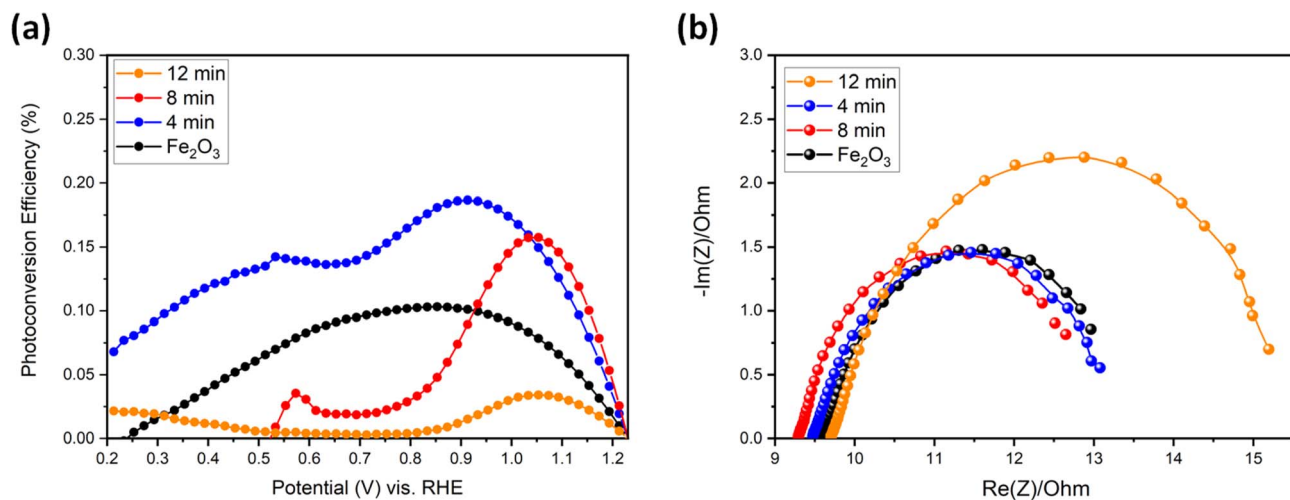 (a)
0.30
0.25
0.20
0.15
0.10
0.05
0.00
Photoconversion Efficiency (%)
12 min
8 min
4 min
Fe₂O₃
0.2 0.3 0.4 0.5 0.6 0.7 0.8 0.9 1.0 1.1 1.2
Potential (V) vis. RHE
(b)
3.0
2.5
2.0
1.5
1.0
0.5
0.0
-Im(Z)/Ohm
12 min
4 min
8 min
Fe₂O₃
9 10 11 12 13 14 15
Re(Z)/Ohm